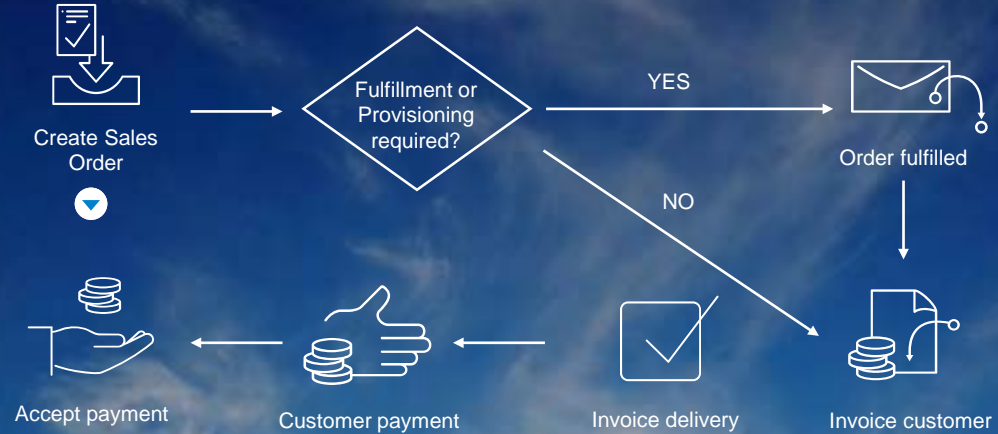 Create Sales
Order
Fulfillment or
Provisioning
required?
YES
NO
Order fulfilled
Accept payment
Customer payment
Invoice delivery
Invoice customer